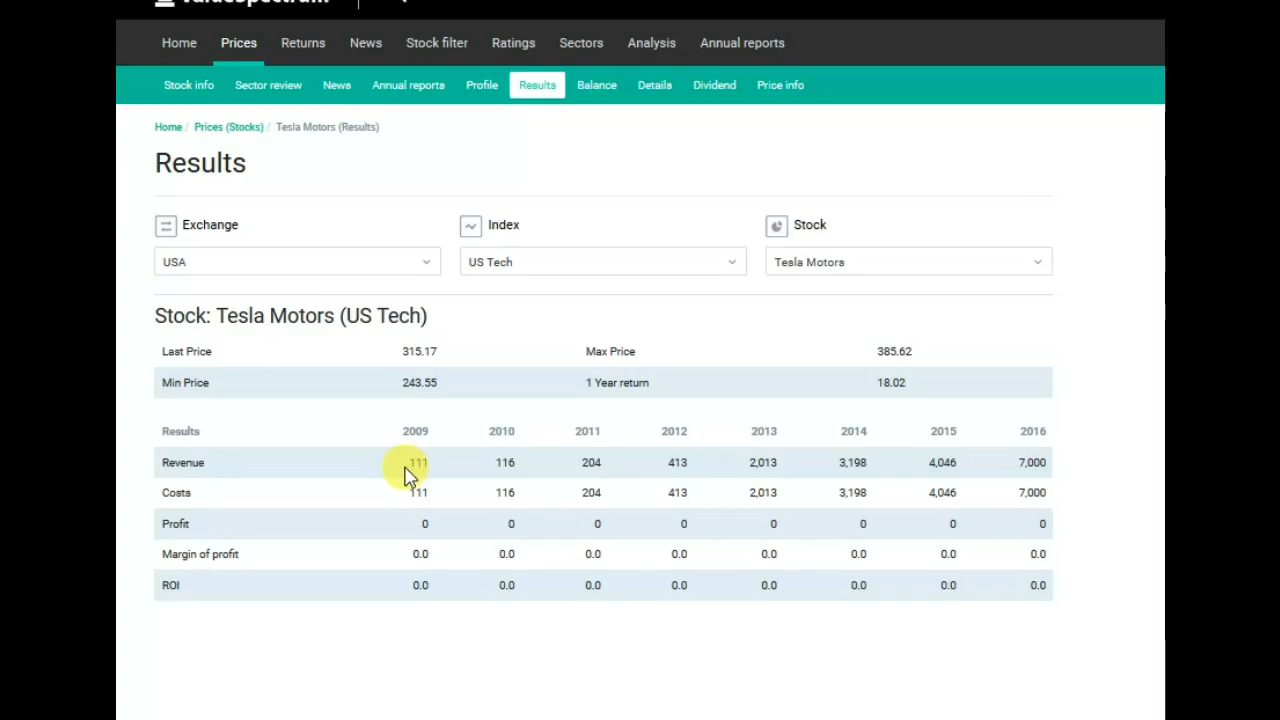 Home Prices Returns News Stock filter Ratings Sectors Analysis Annual reports
Stock info Sector review News Annual reports Profile Results Balance Details Dividend Price info
Home / Prices (Stocks) / Tesla Motors (Results)
Results
Exchange Index Stock
USA US Tech Tesla Motors
Stock: Tesla Motors (US Tech)
Last Price 315.17 Max Price 385.62
Min Price 243.55 1 Year return 18.02
Results 2009 2010 2011 2012 2013 2014 2015 2016
Revenue 111 116 204 413 2,013 3,198 4,046 7,000
Costs 111 116 204 413 2,013 3,198 4,046 7,000
Profit 0 0 0 0 0 0 0 0
Margin of profit 0.0 0.0 0.0 0.0 0.0 0.0 0.0 0.0
ROI 0.0 0.0 0.0 0.0 0.0 0.0 0.0 0.0